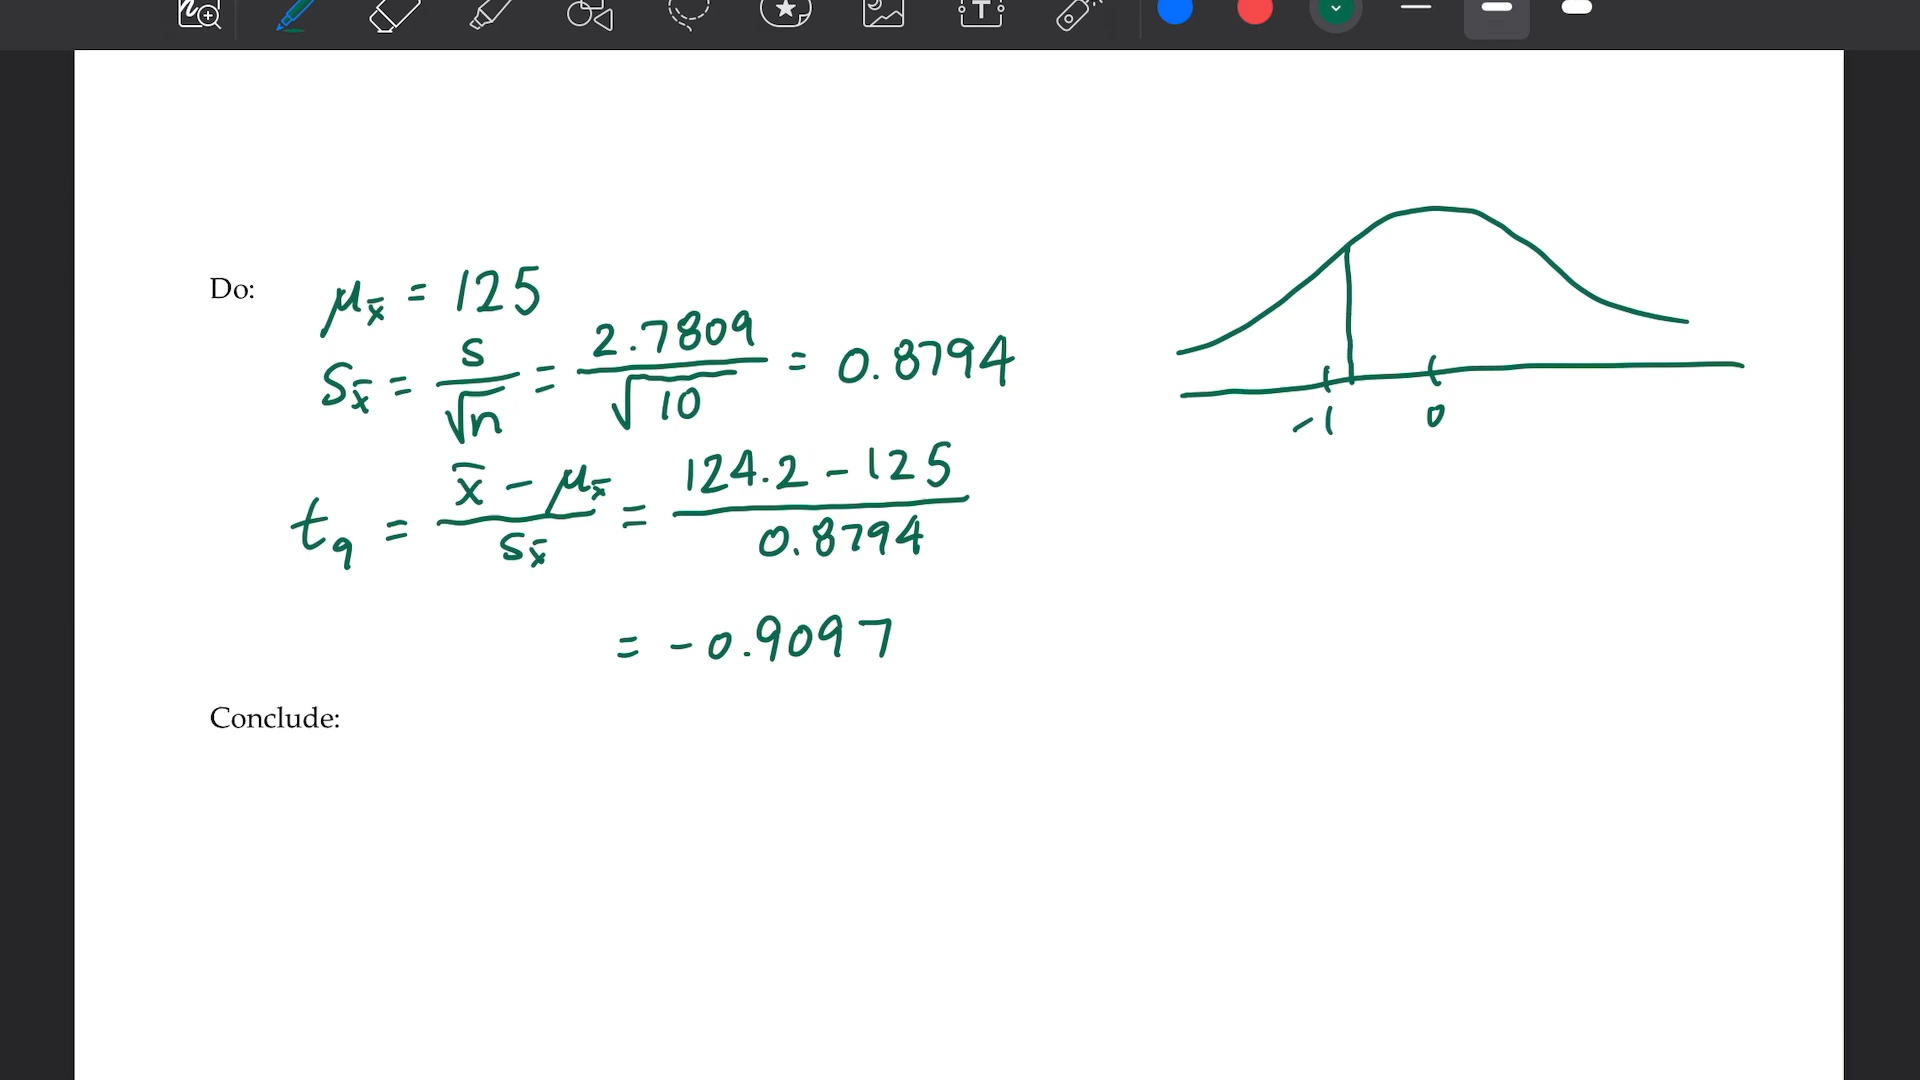 Do:
μx̄ = 125
Sx̄ = s/√n = 2.7809/√10 = 0.8794
t9 = (x̄ - μx̄)/sx̄ = (124.2 - 125)/0.8794
= -0.9097
-1 0
Conclude: